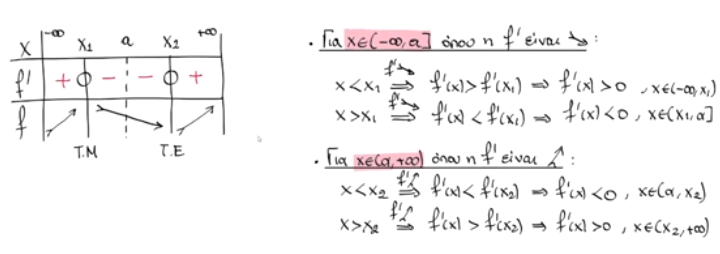 x | -∞ x₁ a x₂ +∞
f' | + 0 - - 0 +
f | ↗ ↘ ↗
Τ.Μ Τ.Ε
· Για x∈(-∞,α] όπου η f' είναι ↘ :
x<x₁ f'↘ ⟹ f'(x)>f'(x₁) ⟹ f'(x)>0 , x∈(-∞,x₁)
x>x₁ f'↘ ⟹ f'(x)<f'(x₁) ⟹ f'(x)<0 , x∈(x₁,α]
· Για x∈(α,+∞) όπου η f' είναι ↗ :
x<x₂ f'↗ ⟹ f'(x)<f'(x₂) ⟹ f'(x)<0 , x∈(α,x₂)
x>x₂ f'↗ ⟹ f'(x)>f'(x₂) ⟹ f'(x)>0 , x∈(x₂,+∞)